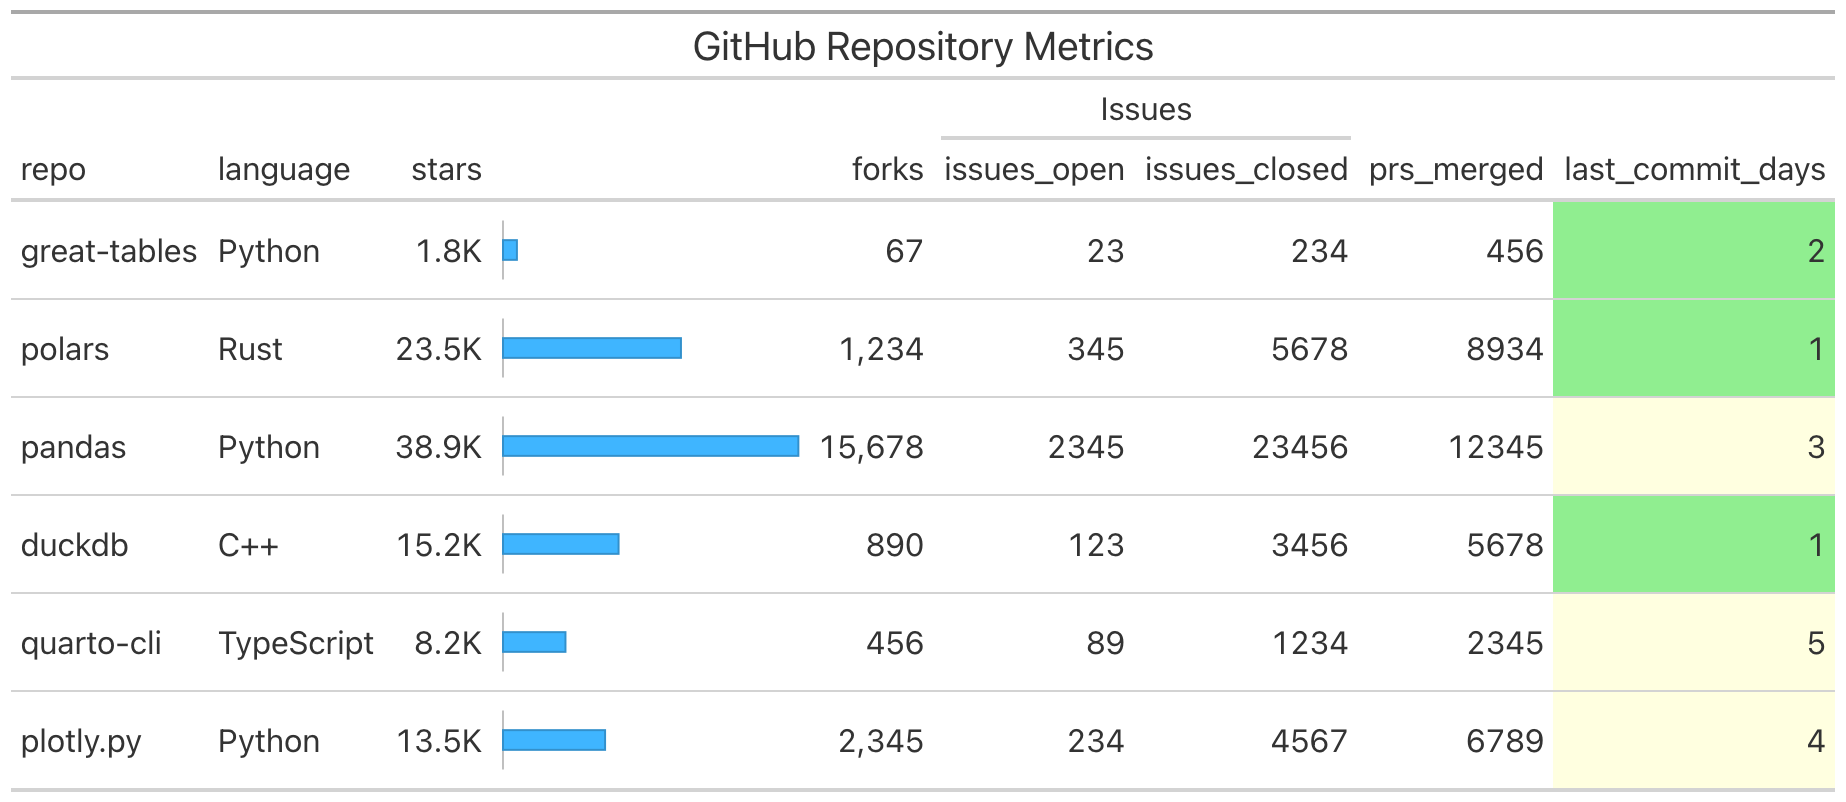 GitHub Repository Metrics
Issues
repo language stars forks issues_open issues_closed prs_merged last_commit_days
great-tables Python 1.8K 67 23 234 456 2
polars Rust 23.5K 1,234 345 5678 8934 1
pandas Python 38.9K 15,678 2345 23456 12345 3
duckdb C++ 15.2K 890 123 3456 5678 1
quarto-cli TypeScript 8.2K 456 89 1234 2345 5
plotly.py Python 13.5K 2,345 234 4567 6789 4